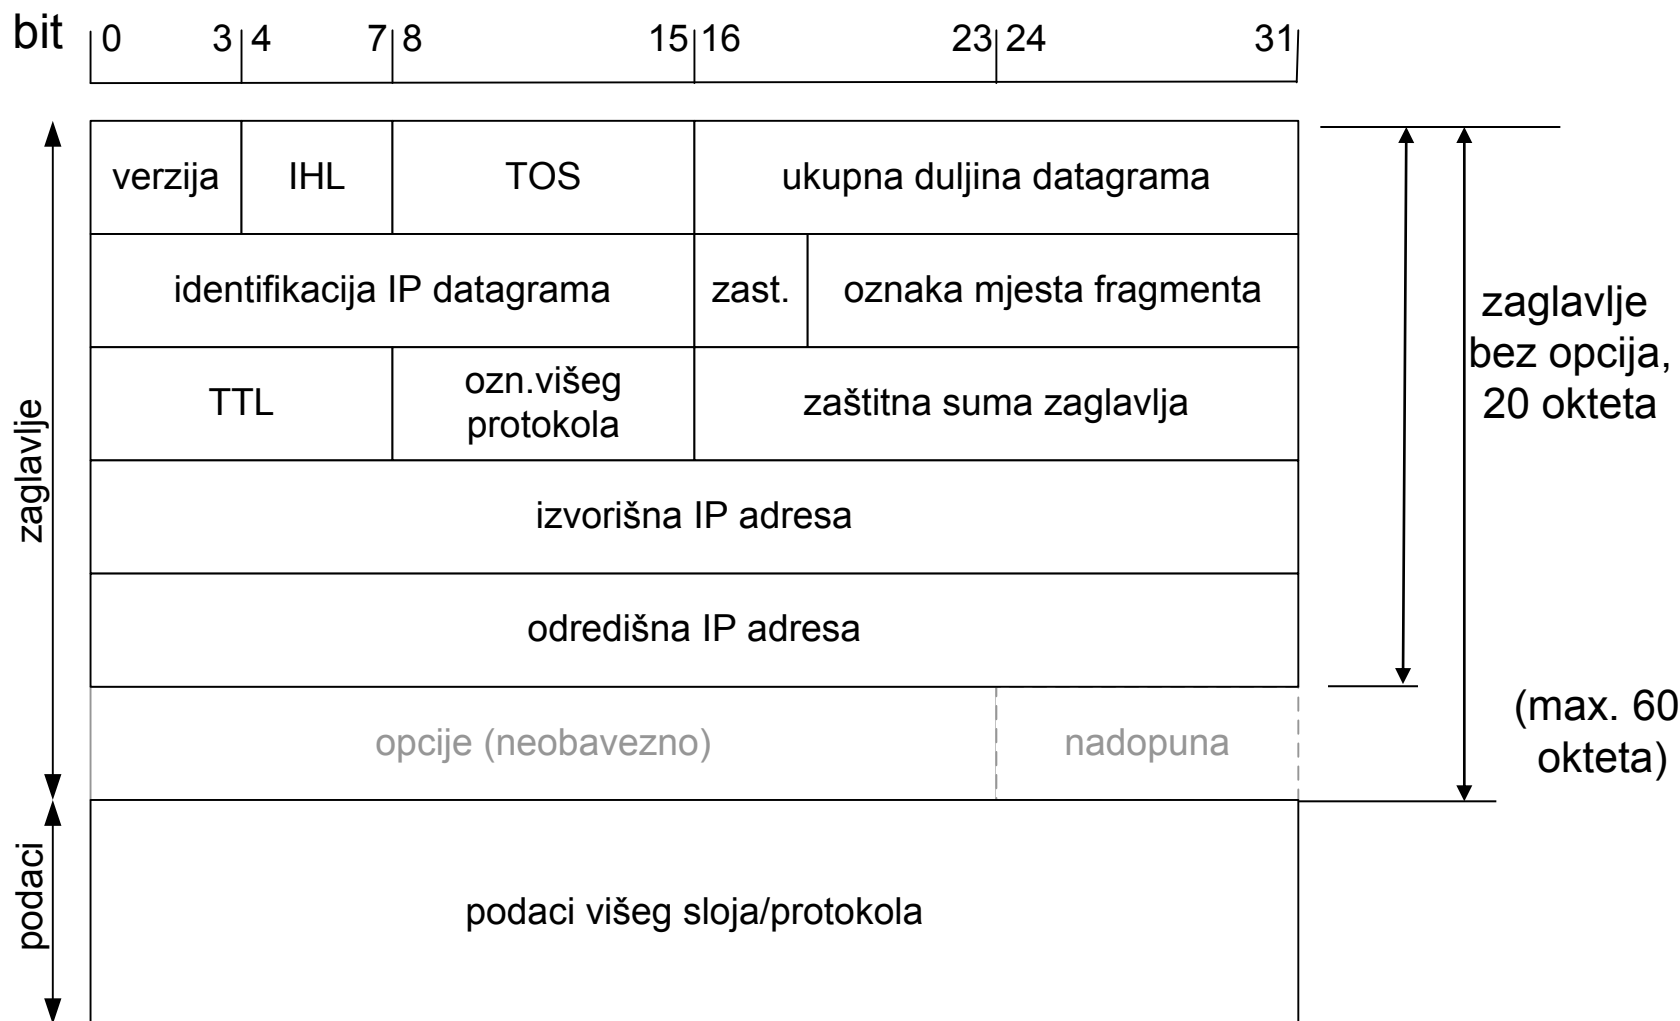 bit 0 3 4 7 8 15 16 23 24 31
verzija IHL TOS ukupna duljina datagrama
identifikacija IP datagrama zast. oznaka mjesta fragmenta
TTL
ozn.višeg
protokola
zaštitna suma zaglavlja
izvorišna IP adresa
odredišna IP adresa
opcije (neobavezno) nadopuna
podaci višeg sloja/protokola
zaglavlje
podaci
zaglavlje
bez opcija,
20 okteta
(max. 60
okteta)